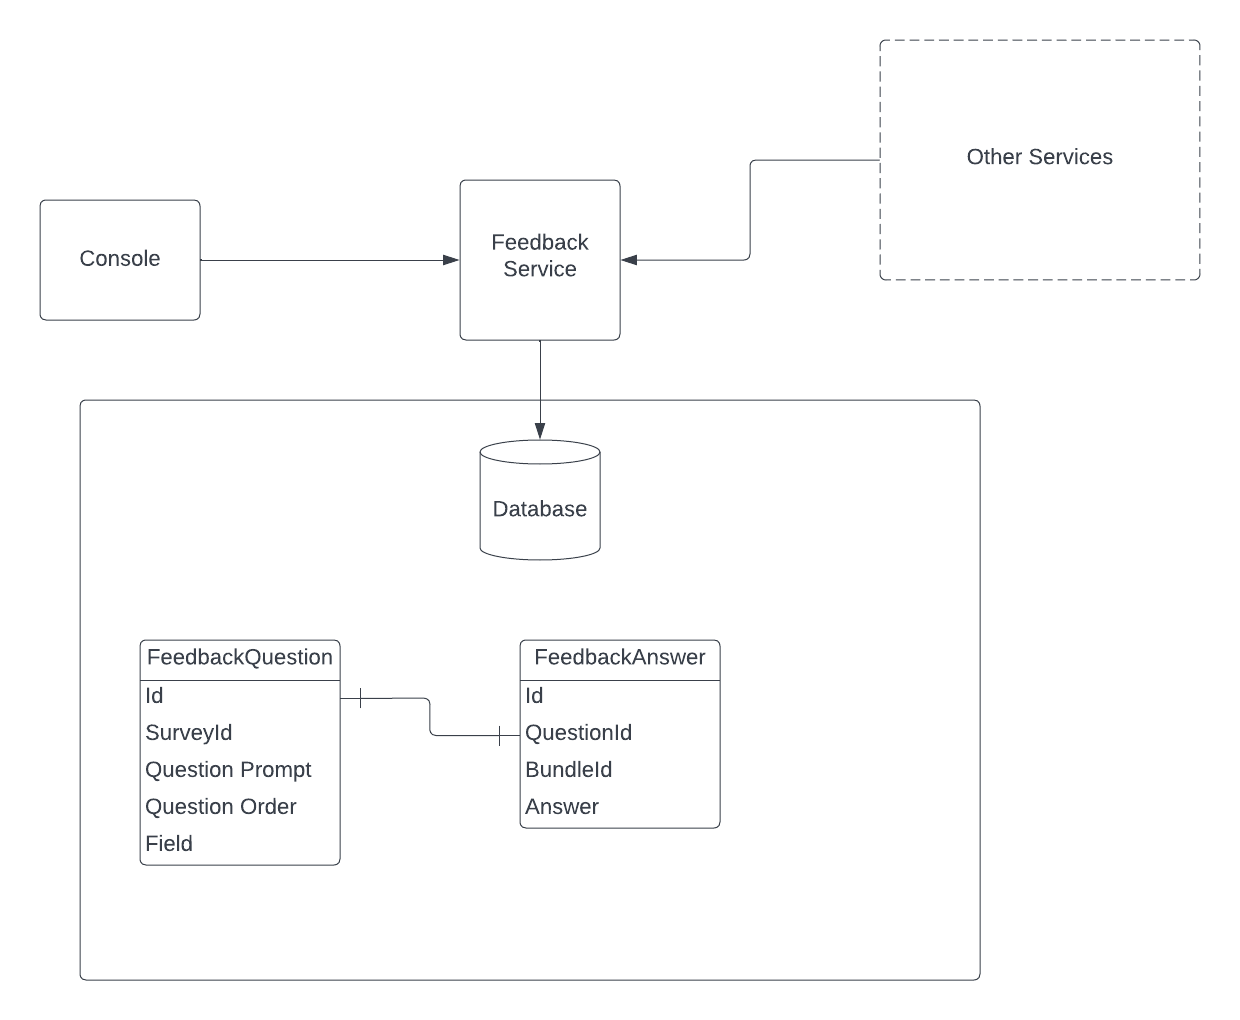 Other Services
Console
Feedback
Service
Database
FeedbackQuestion
Id
SurveyId
Question Prompt
Question Order
Field
FeedbackAnswer
Id
QuestionId
BundleId
Answer